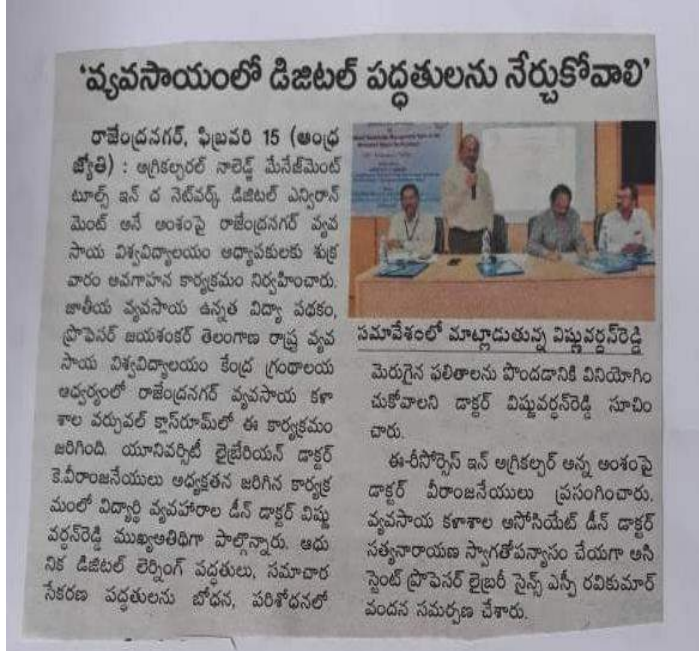 ‘వ్యవసాయంలో డిజిటల్ పద్ధతులను నేర్చుకోవాలి’
రాజేంద్రనగర్, ఫిబ్రవరి 15 (ఆంధ్ర
జ్యోతి) : అగ్రికల్చరల్ నాలెడ్జ్ మేనేజ్‌మెంట్
టూల్స్ ఇన్ ద నెట్‌వర్క్ డిజిటల్ ఎన్విరాన్
మెంట్ అనే అంశంపై రాజేంద్రనగర్ వ్యవ
సాయ విశ్వవిద్యాలయం అధ్యాపకులకు శుక్ర
వారం అవగాహన కార్యక్రమం నిర్వహించారు.
జాతీయ వ్యవసాయ ఉన్నత విద్యా పథకం,
ప్రొఫెసర్ జయశంకర్ తెలంగాణ రాష్ట్ర వ్యవ
సాయ విశ్వవిద్యాలయం కేంద్ర గ్రంథాలయ
ఆధ్వర్యంలో రాజేంద్రనగర్ వ్యవసాయ కళా
శాల వర్చువల్ క్లాస్‌రూమ్‌లో ఈ కార్యక్రమం
జరిగింది. యూనివర్సిటీ లైబ్రేరియన్ డాక్టర్
కె.వీరాంజనేయులు అధ్యక్షతన జరిగిన కార్యక్ర
మంలో విద్యార్థి వ్యవహారాల డీన్ డాక్టర్ విష్ణు
వర్ధన్‌రెడ్డి ముఖ్యఅతిథిగా పాల్గొన్నారు. ఆధు
నిక డిజిటల్ లెర్నింగ్ పద్ధతులు, సమాచార
సేకరణ పద్ధతులను బోధన, పరిశోధనలో
సమావేశంలో మాట్లాడుతున్న విష్ణువర్ధన్‌రెడ్డి
మెరుగైన ఫలితాలను పొందడానికి వినియోగిం
చుకోవాలని డాక్టర్ విష్ణువర్ధన్‌రెడ్డి సూచిం
చారు.
ఈ-రీసోర్సెస్ ఇన్ అగ్రికల్చర్ అన్న అంశంపై
డాక్టర్ వీరాంజనేయులు ప్రసంగించారు.
వ్యవసాయ కళాశాల అసోసియేట్ డీన్ డాక్టర్
సత్యనారాయణ స్వాగతోపన్యాసం చేయగా అసి
స్టెంట్ ప్రొఫెసర్ లైబ్రరీ సైన్స్ ఎస్పీ రవికుమార్
వందన సమర్పణ చేశారు.